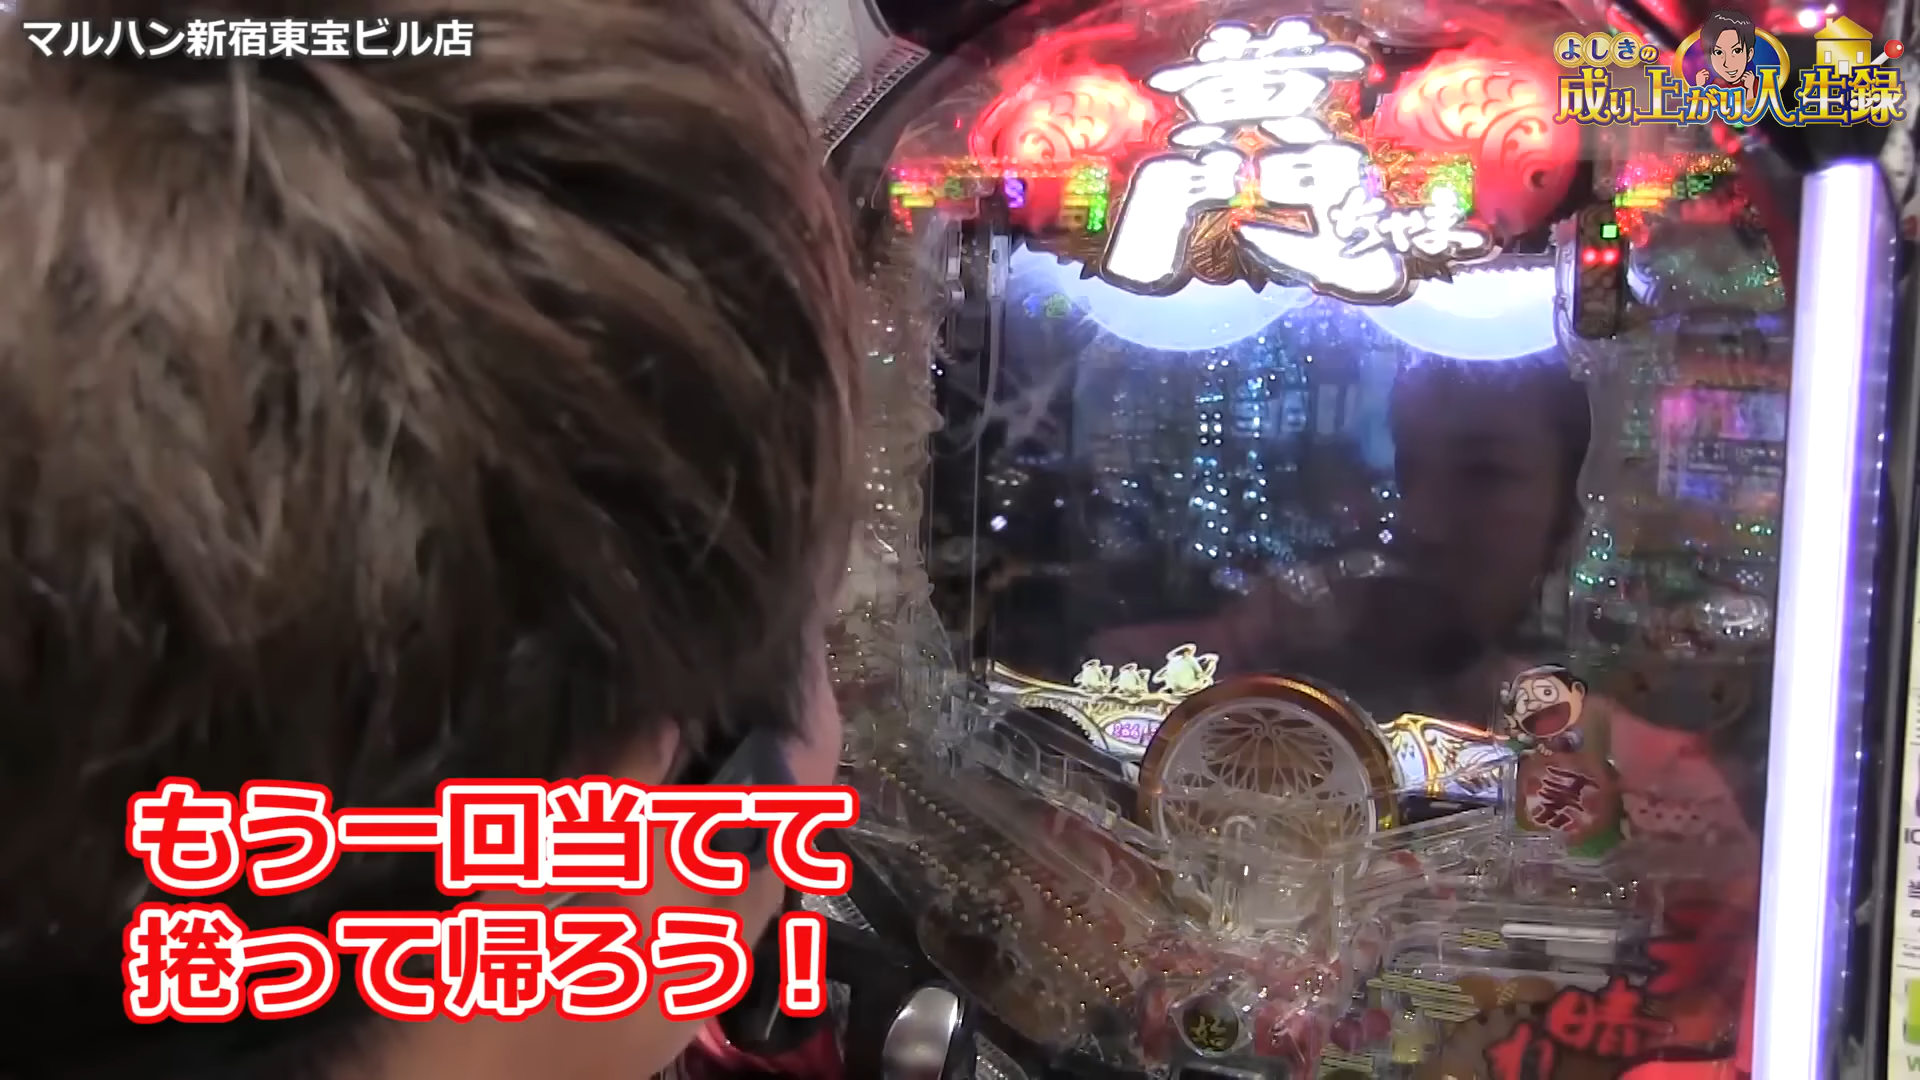 マルハン新宿東宝ビル店
よしきの
成り上がり人生録
黄門
ちゃま
もう一回当てて
捲って帰ろう!
始